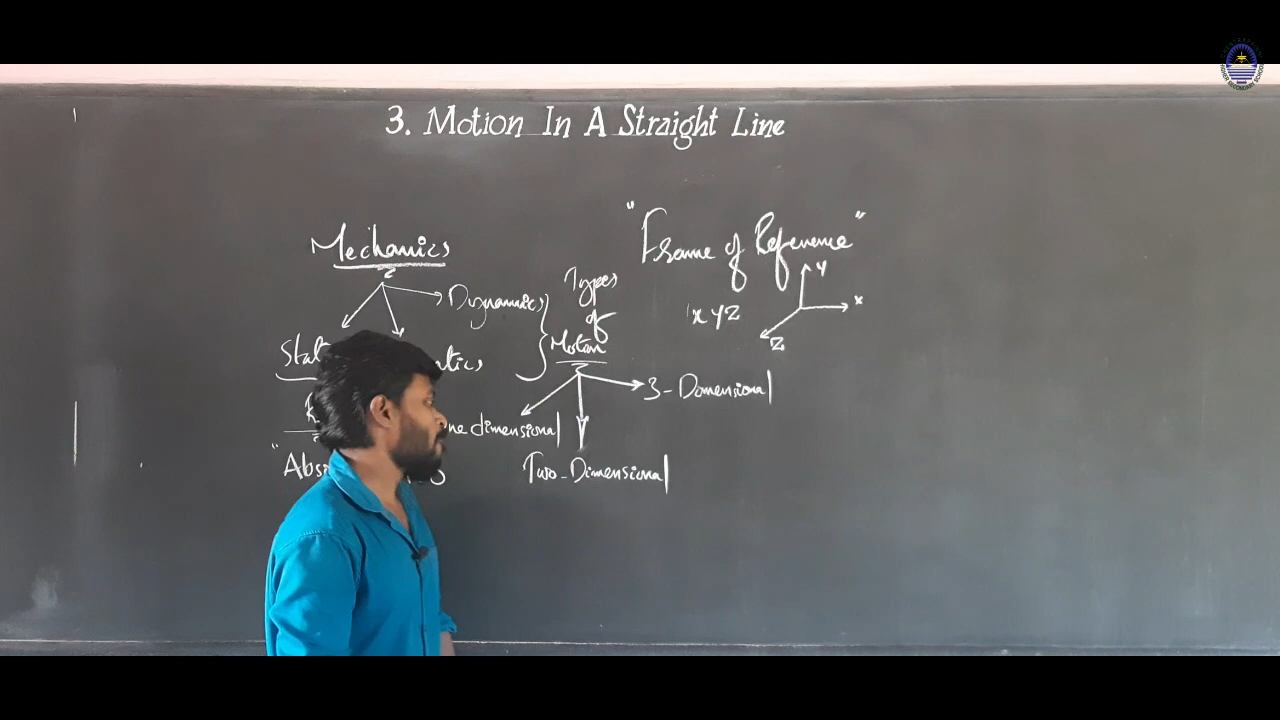 3. Motion In A Straight Line
"Frame of Reference"
Mechanics
Types
of
Motion
Dynamics
x y z
Y
x
z
3-Dimensional
One dimensional
Two-Dimensional